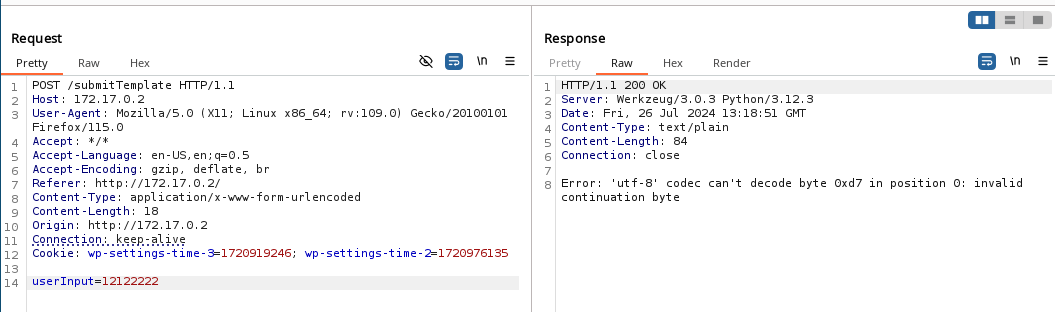 Request
Pretty Raw Hex \n
1 POST /submitTemplate HTTP/1.1
2 Host: 172.17.0.2
3 User-Agent: Mozilla/5.0 (X11; Linux x86_64; rv:109.0) Gecko/20100101
Firefox/115.0
4 Accept: */*
5 Accept-Language: en-US,en;q=0.5
6 Accept-Encoding: gzip, deflate, br
7 Referer: http://172.17.0.2/
8 Content-Type: application/x-www-form-urlencoded
9 Content-Length: 18
10 Origin: http://172.17.0.2
11 Connection: keep-alive
12 Cookie: wp-settings-time-3=1720919246; wp-settings-time-2=1720976135
13
14 userInput=12122222
Response
Pretty Raw Hex Render \n
1 HTTP/1.1 200 OK
2 Server: Werkzeug/3.0.3 Python/3.12.3
3 Date: Fri, 26 Jul 2024 13:18:51 GMT
4 Content-Type: text/plain
5 Content-Length: 84
6 Connection: close
7
8 Error: 'utf-8' codec can't decode byte 0xd7 in position 0: invalid
continuation byte